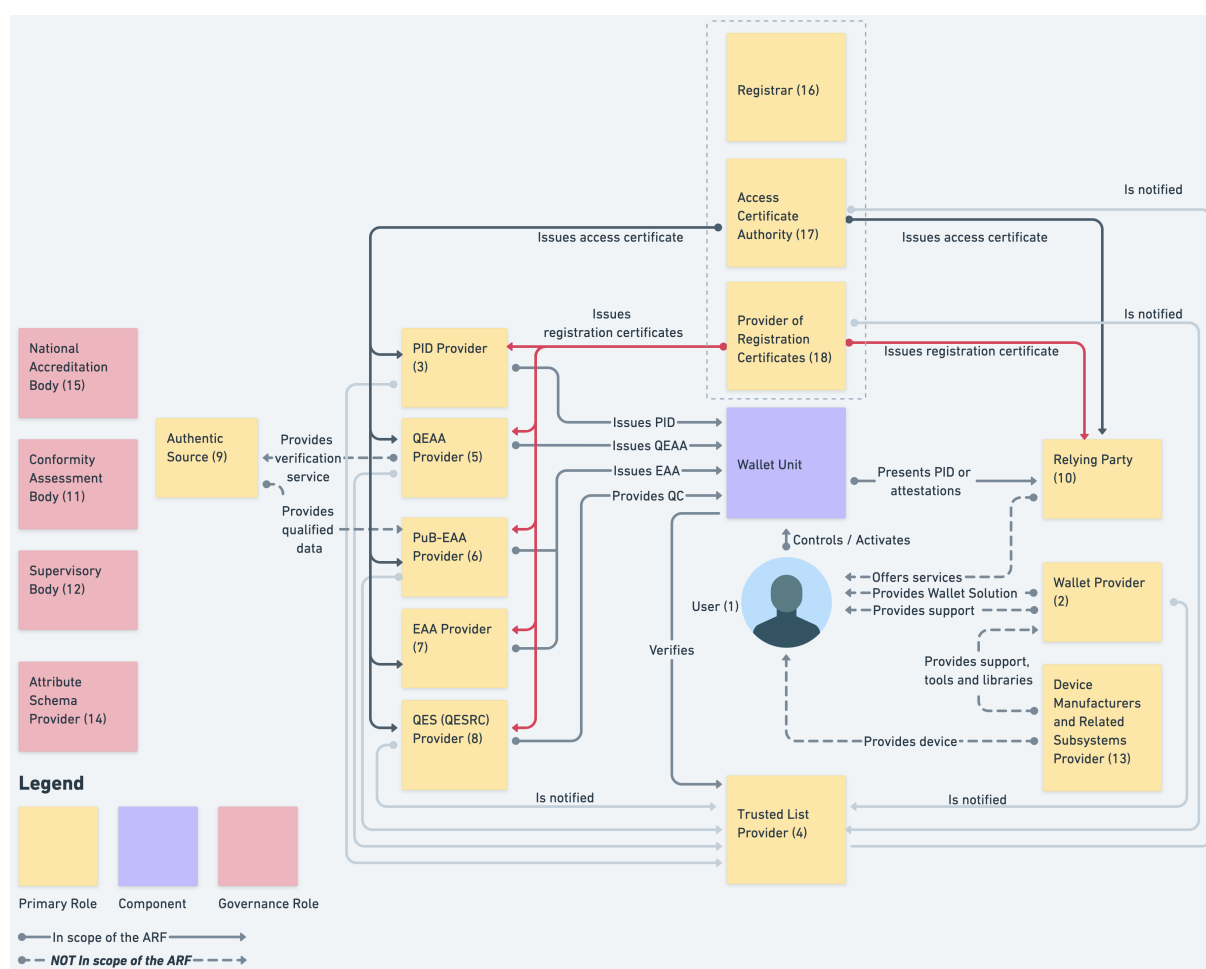 Registrar (16)
Access
Certificate
Authority (17)
Is notified
Issues access certificate
Issues access certificate
Provider of
Registration
Certificates (18)
Is notified
Issues
registration certificates
Issues registration certificate
National
Accreditation
Body (15)
Conformity
Assessment
Body (11)
Supervisory
Body (12)
Attribute
Schema
Provider (14)
Authentic
Source (9)
Provides
verification
service
Provides
qualified
data
PID Provider
(3)
QEAA
Provider (5)
PuB-EAA
Provider (6)
EAA Provider
(7)
QES (QESRC)
Provider (8)
Issues PID
Issues QEAA
Issues EAA
Provides QC
Wallet Unit
Presents PID or
attestations
Relying Party
(10)
Controls / Activates
User (1)
Offers services
Provides Wallet Solution
Provides support
Wallet Provider
(2)
Verifies
Provides support,
tools and libraries
Device
Manufacturers
and Related
Subsystems
Provider (13)
Provides device
Is notified
Is notified
Trusted List
Provider (4)
Legend
Primary Role
Component
Governance Role
In scope of the ARF
NOT In scope of the ARF